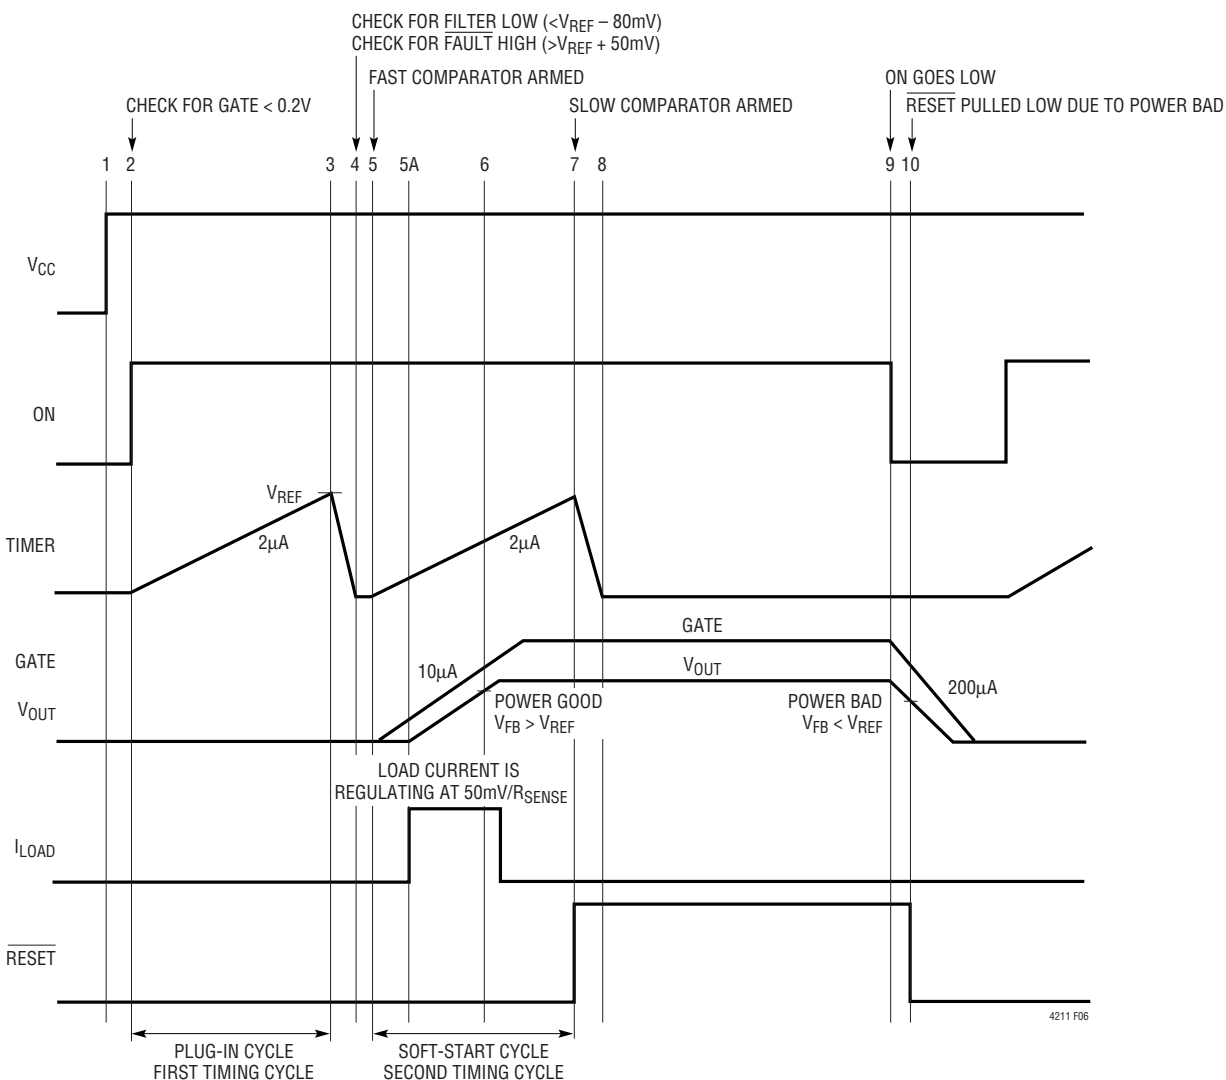 CHECK FOR FILTER LOW (<VREF – 80mV)
CHECK FOR FAULT HIGH (>VREF + 50mV)
FAST COMPARATOR ARMED
ON GOES LOW
CHECK FOR GATE < 0.2V
SLOW COMPARATOR ARMED
RESET PULLED LOW DUE TO POWER BAD
1 2 3 4 5 5A 6 7 8 9 10
VCC
ON
VREF
TIMER
2µA
2µA
GATE
GATE
10µA
VOUT
200µA
VOUT
POWER GOOD
VFB > VREF
POWER BAD
VFB < VREF
LOAD CURRENT IS
REGULATING AT 50mV/RSENSE
ILOAD
RESET
4211 F06
PLUG-IN CYCLE
FIRST TIMING CYCLE
SOFT-START CYCLE
SECOND TIMING CYCLE